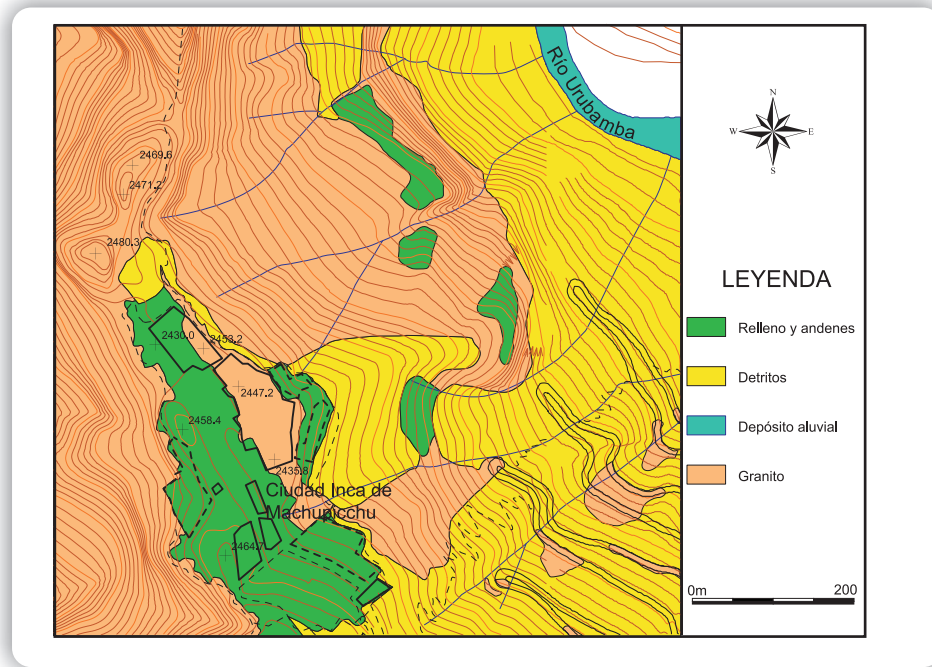 Río Urubamba
N
W E
S
2469.6
2471.2
2480.3
LEYENDA
Relleno y andenes
2430.0
2453.2
Detritos
2447.2
2458.4
Depósito aluvial
2435.8
Granito
Ciudad Inca de
Machupicchu
2464.7
0m 200